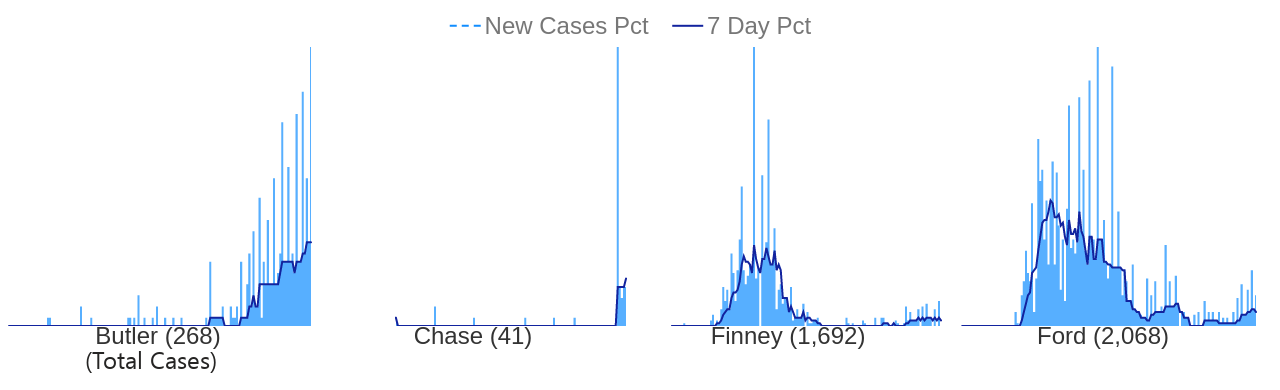 New Cases Pct 7 Day Pct
Butler (268) Chase (41) Finney (1,692) Ford (2,068)
(Total Cases)